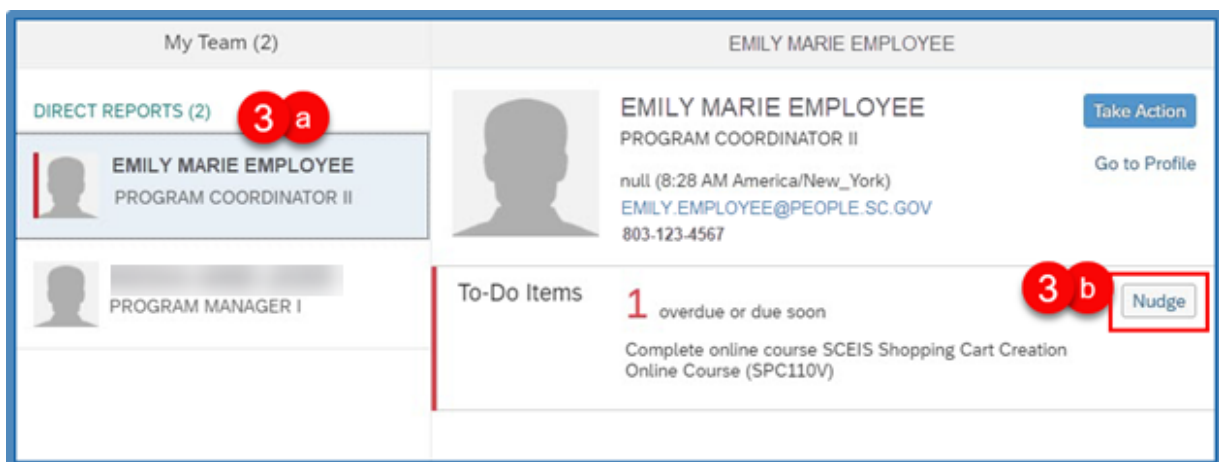 My Team (2)
EMILY MARIE EMPLOYEE
DIRECT REPORTS (2)
3 a
EMILY MARIE EMPLOYEE
PROGRAM COORDINATOR II
PROGRAM MANAGER I
EMILY MARIE EMPLOYEE
PROGRAM COORDINATOR II
null (8:28 AM America/New_York)
EMILY.EMPLOYEE@PEOPLE.SC.GOV
803-123-4567
Take Action
Go to Profile
To-Do Items
1 overdue or due soon
Complete online course SCEIS Shopping Cart Creation
Online Course (SPC110V)
3 b
Nudge